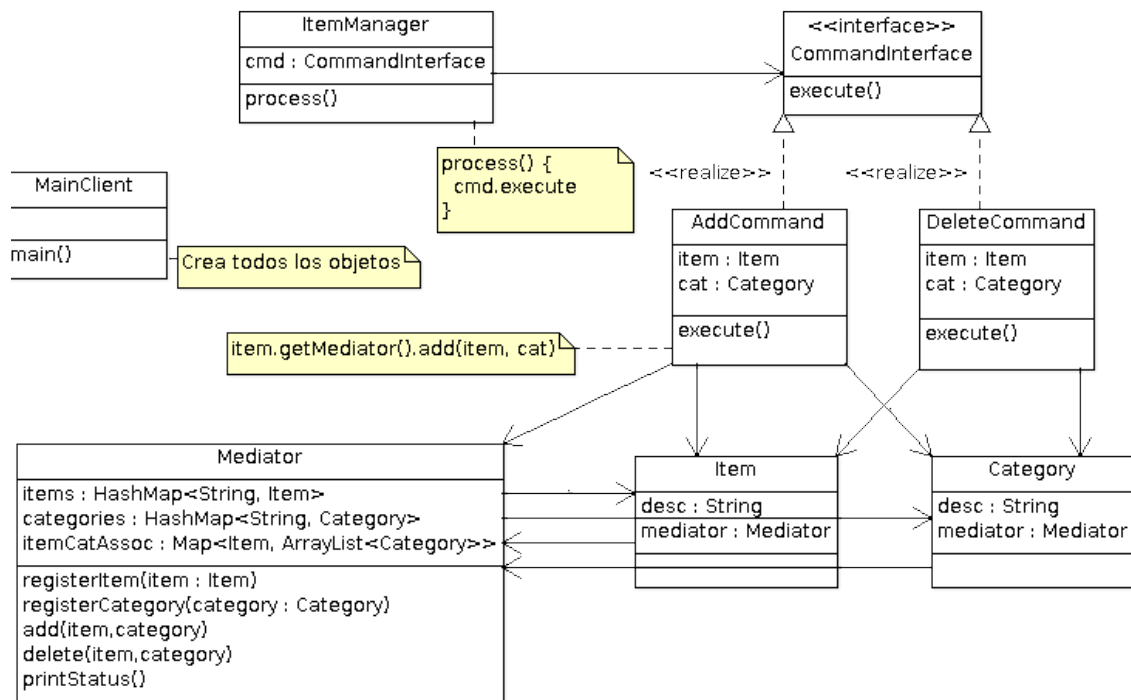 ItemManager
cmd : CommandInterface
process()
<<interface>>
CommandInterface
execute()
process() {
cmd.execute
}
<<realize>>
<<realize>>
MainClient
main()
Crea todos los objetos
AddCommand
item : Item
cat : Category
execute()
DeleteCommand
item : Item
cat : Category
execute()
item.getMediator().add(item, cat)
Mediator
items : HashMap<String, Item>
categories : HashMap<String, Category>
itemCatAssoc : Map<Item, ArrayList<Category>>
registerItem(item : Item)
registerCategory(category : Category)
add(item,category)
delete(item,category)
printStatus()
Item
desc : String
mediator : Mediator
Category
desc : String
mediator : Mediator